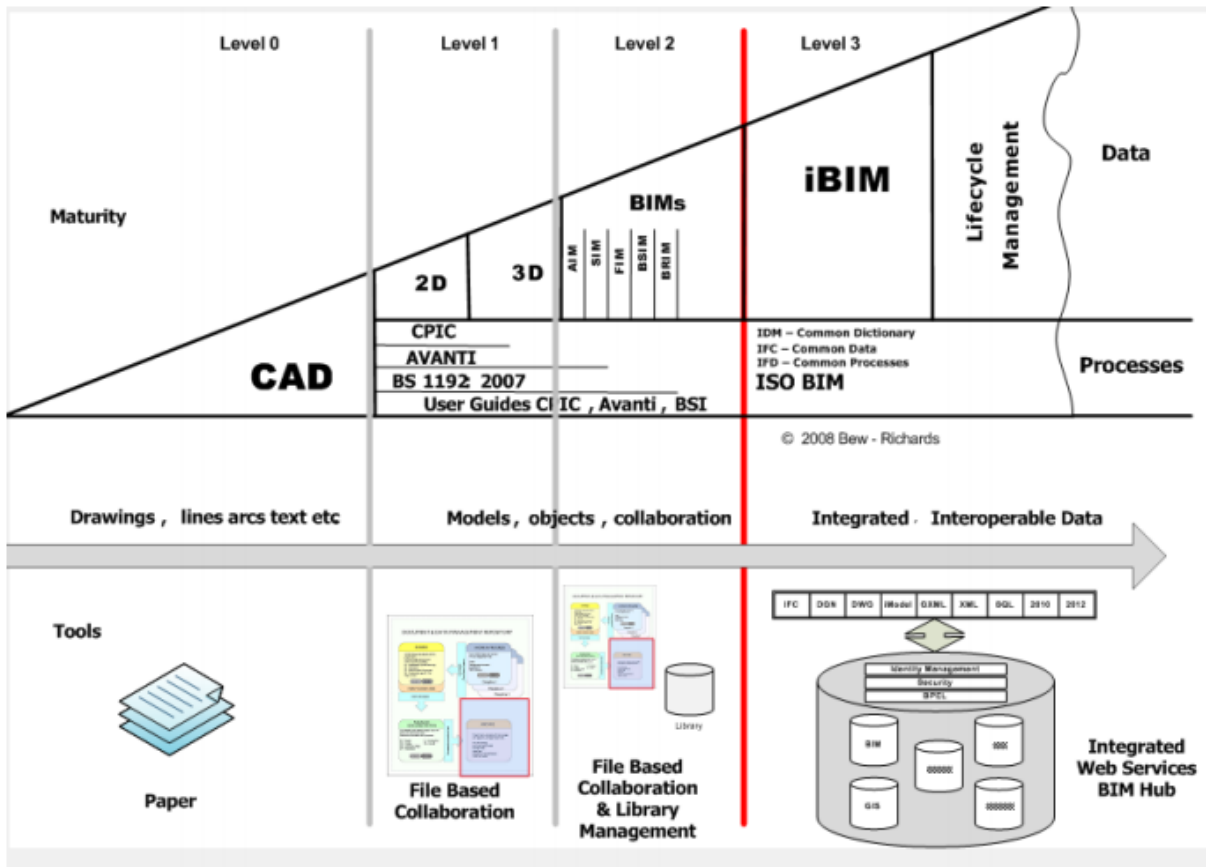 Level 0
Level 1
Level 2
Level 3
Maturity
CAD
2D
3D
BIMs
AIM
SIM
FIM
BSIM
BRIM
iBIM
Lifecycle
Management
Data
CPIC
AVANTI
BS 1192: 2007
User Guides CPIC , Avanti , BSI
IDM – Common Dictionary
IFC – Common Data
IFD – Common Processes
ISO BIM
Processes
© 2008 Bew - Richards
Drawings , lines arcs text etc
Models , objects , collaboration
Integrated , Interoperable Data
Tools
Paper
File Based
Collaboration
Library
File Based
Collaboration
& Library
Management
IFC
DGN
DWG
iModel
GXML
XML
SQL
2010
2012
Identity Management
Security
BPEL
BIM
GIS
Integrated
Web Services
BIM Hub